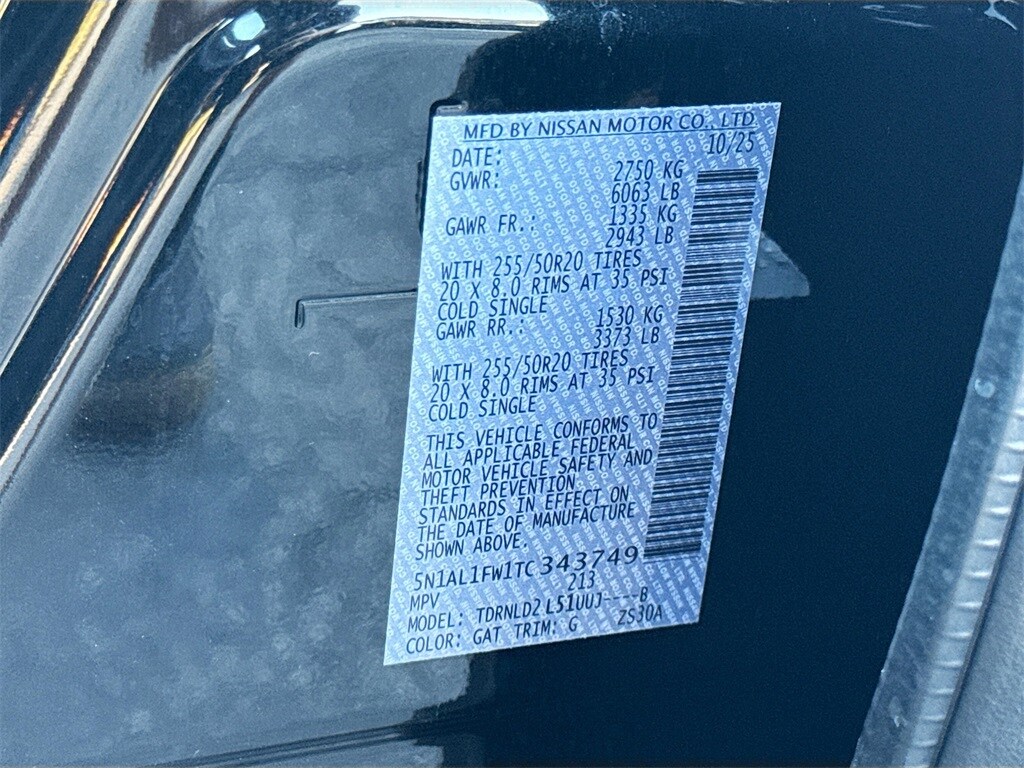 MFD BY NISSAN MOTOR CO., LTD.
DATE: 10/25
GVWR: 2750 KG
6063 LB
GAWR FR.: 1335 KG
2943 LB
WITH 255/50R20 TIRES
20 X 8.0 RIMS AT 35 PSI
COLD SINGLE
GAWR RR.: 1530 KG
3373 LB
WITH 255/50R20 TIRES
20 X 8.0 RIMS AT 35 PSI
COLD SINGLE
THIS VEHICLE CONFORMS TO
ALL APPLICABLE FEDERAL
MOTOR VEHICLE SAFETY AND
THEFT PREVENTION
STANDARDS IN EFFECT ON
THE DATE OF MANUFACTURE
SHOWN ABOVE.
5N1AL1FW1TC343749
MPV 213
MODEL: TDRNLD2 L51UUJ----B
COLOR: GAT TRIM: G ZS30A